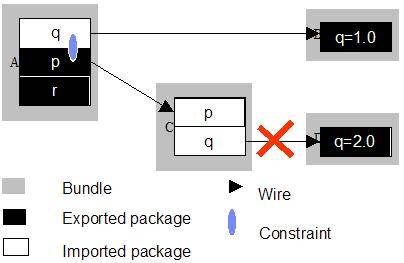 q
q=1.0
A
p
r
p
C
q
q=2.0
Bundle
Wire
Exported package
Constraint
Imported package